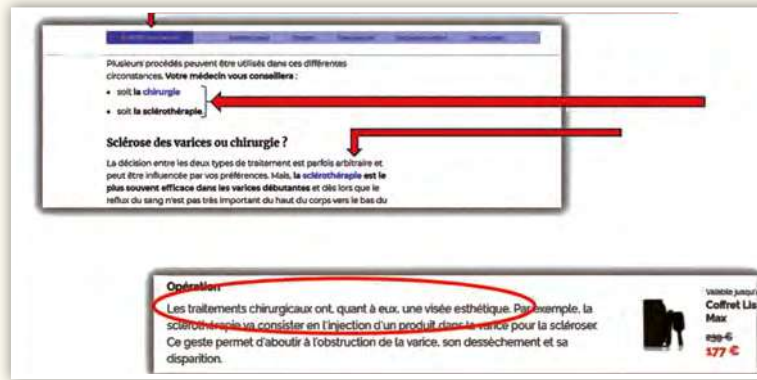 Plusieurs procédés peuvent être utilisés dans ces différentes
circonstances. Votre médecin vous conseillera :
• soit la chirurgie
• soit la sclérothérapie
Sclérose des varices ou chirurgie ?
La décision entre les deux types de traitement est parfois arbitraire et
peut être influencée par vos préférences. Mais, la sclérothérapie est le
plus souvent efficace dans les varices débutantes et dès lors que le
reflux du sang n'est pas très important du haut du corps vers le bas du
Opération
Les traitements chirurgicaux ont, quant à eux, une visée esthétique. Par exemple, la
sclérothérapie va consister en l'injection d'un produit dans la varice pour la scléroser.
Ce geste permet d'aboutir à l'obstruction de la varice, son dessèchement et sa
disparition.
Valable jusqu'
Coffret Lis
Max
239 €
177 €